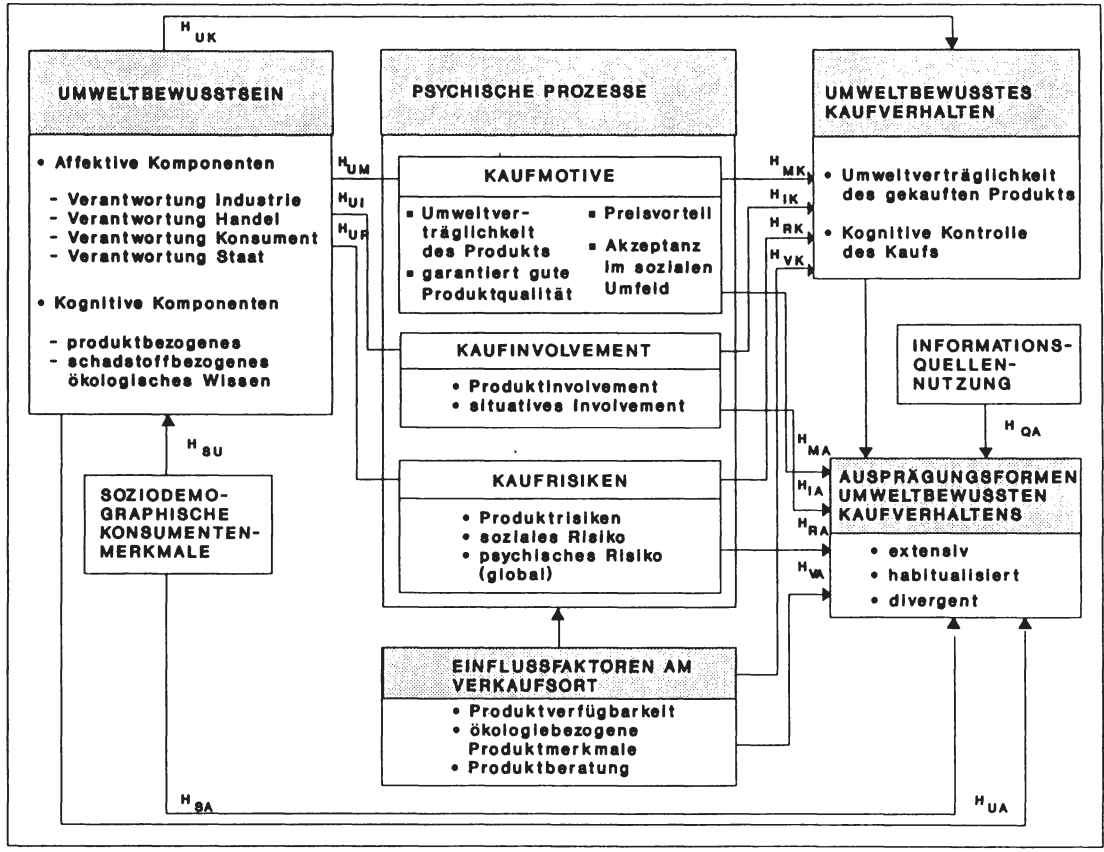 H UK
UMWELTBEWUSSTSEIN
• Affektive Komponenten
– Verantwortung Industrie
– Verantwortung Handel
– Verantwortung Konsument
– Verantwortung Staat
• Kognitive Komponenten
– produktbezogenes
– schadstoffbezogenes
ökologisches Wissen
H SU
SOZIODEMO-
GRAPHISCHE
KONSUMENTEN-
MERKMALE
H UM
H UI
H UR
PSYCHISCHE PROZESSE
KAUFMOTIVE
▪ Umweltver-
träglichkeit
des Produkts
▪ garantiert gute
Produktqualität
▪ Preisvorteil
▪ Akzeptanz
im sozialen
Umfeld
KAUFINVOLVEMENT
• Produktinvolvement
• situatives Involvement
KAUFRISIKEN
• Produktrisiken
• soziales Risiko
• psychisches Risiko
(global)
EINFLUSSFAKTOREN AM
VERKAUFSORT
• Produktverfügbarkeit
• ökologiebezogene
Produktmerkmale
• Produktberatung
H MK
H IK
H RK
H VK
UMWELTBEWUSSTES
KAUFVERHALTEN
• Umweltverträglichkeit
des gekauften Produkts
• Kognitive Kontrolle
des Kaufs
INFORMATIONS-
QUELLEN-
NUTZUNG
H QA
H MA
H IA
H RA
H VA
AUSPRÄGUNGSFORMEN
UMWELTBEWUSSTEN
KAUFVERHALTENS
• extensiv
• habitualisiert
• divergent
H SA
H UA